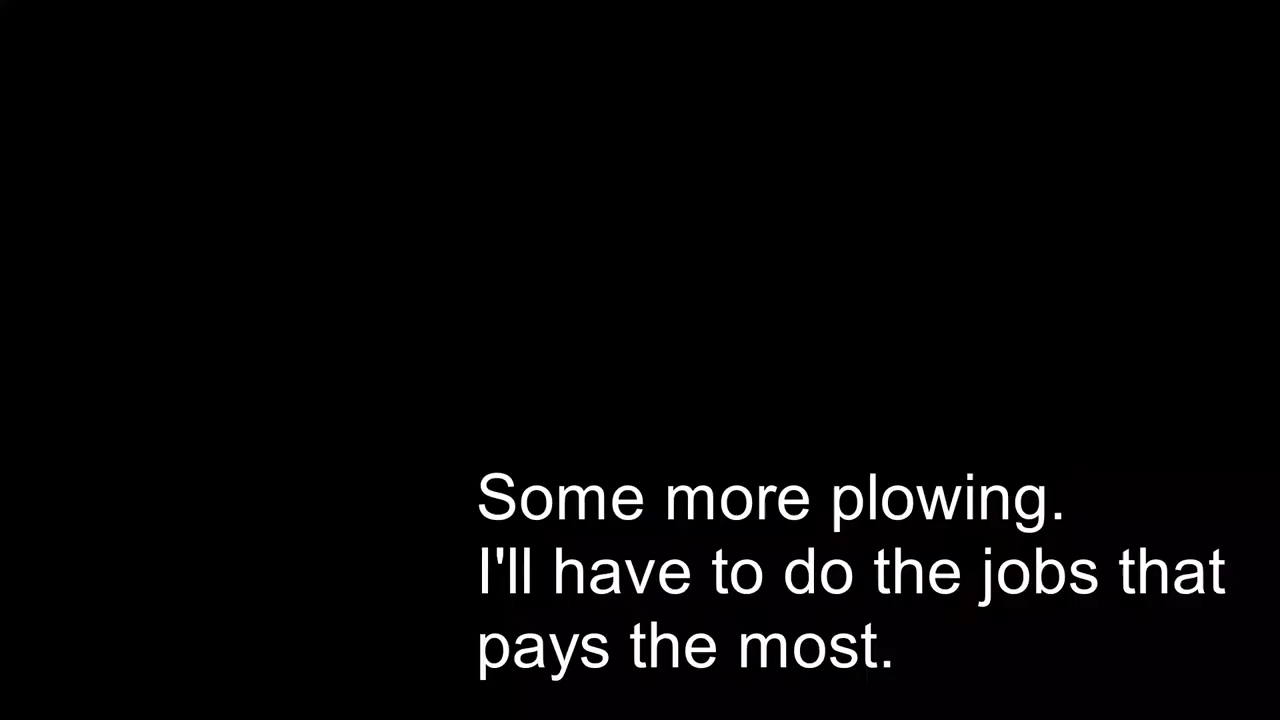 Some more plowing.
I'll have to do the jobs that
pays the most.